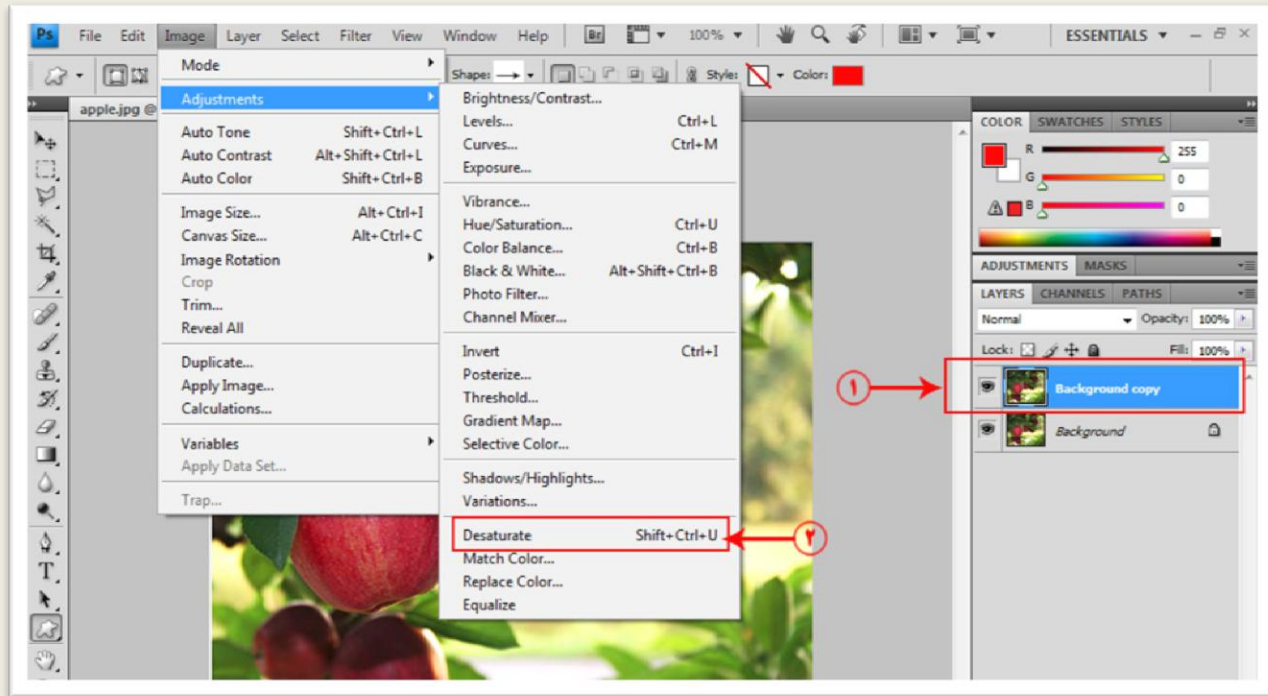 Ps File Edit Image Layer Select Filter View Window Help Br 100% ESSENTIALS
Shape: Style: Color:
apple.jpg @
Mode
Adjustments
Auto Tone Shift+Ctrl+L
Auto Contrast Alt+Shift+Ctrl+L
Auto Color Shift+Ctrl+B
Image Size... Alt+Ctrl+I
Canvas Size... Alt+Ctrl+C
Image Rotation
Crop
Trim...
Reveal All
Duplicate...
Apply Image...
Calculations...
Variables
Apply Data Set...
Trap...
Brightness/Contrast...
Levels... Ctrl+L
Curves... Ctrl+M
Exposure...
Vibrance...
Hue/Saturation... Ctrl+U
Color Balance... Ctrl+B
Black & White... Alt+Shift+Ctrl+B
Photo Filter...
Channel Mixer...
Invert Ctrl+I
Posterize...
Threshold...
Gradient Map...
Selective Color...
Shadows/Highlights...
Variations...
Desaturate Shift+Ctrl+U
Match Color...
Replace Color...
Equalize
۲
COLOR SWATCHES STYLES
R 255
G 0
B 0
ADJUSTMENTS MASKS
LAYERS CHANNELS PATHS
Normal Opacity: 100%
Lock: Fill: 100%
۱
Background copy
Background
T